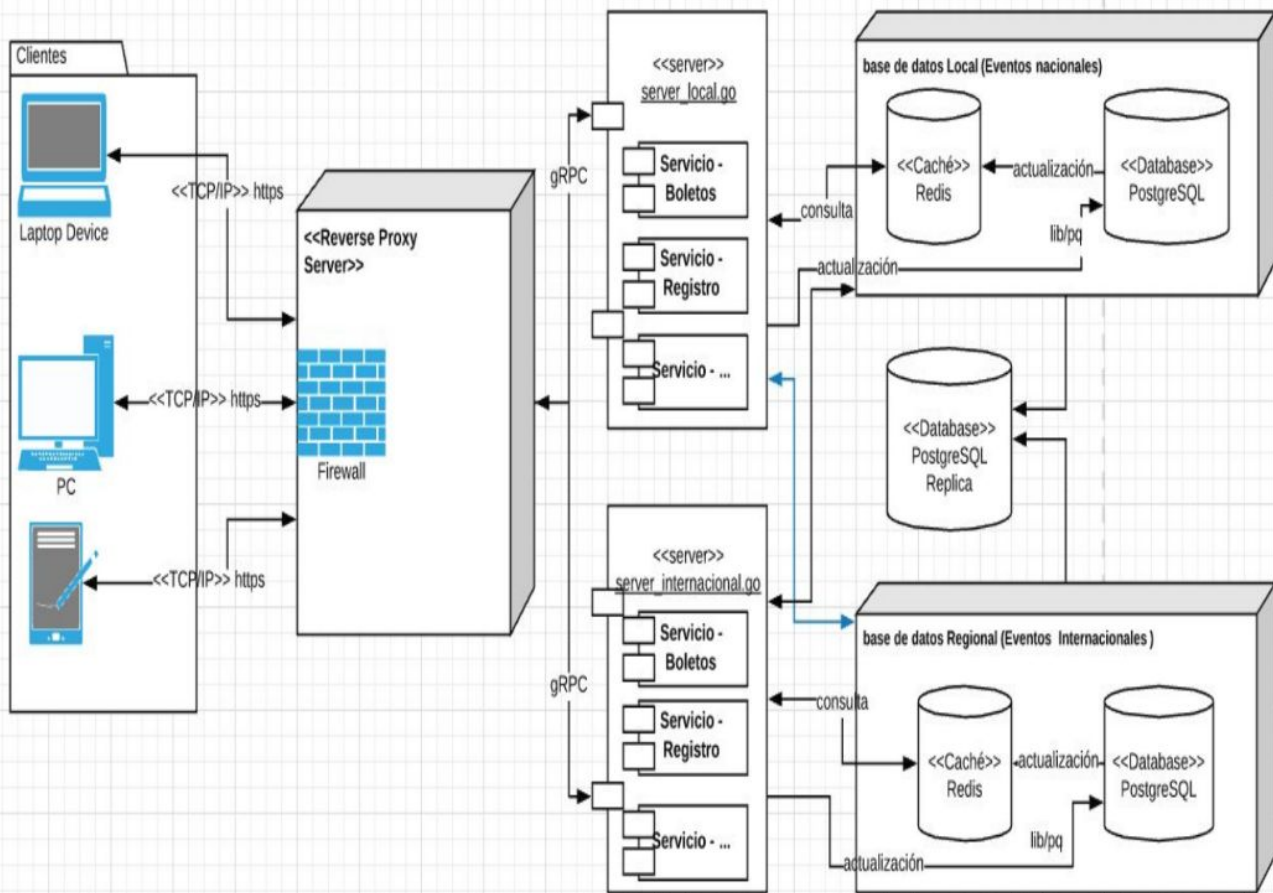 Clientes
Laptop Device
<<TCP/IP>> https
PC
<<TCP/IP>> https
<<TCP/IP>> https
<<Reverse Proxy
Server>>
Firewall
gRPC
gRPC
<<server>>
server_local.go
Servicio -
Boletos
Servicio -
Registro
Servicio - ...
<<server>>
server_internacional.go
Servicio -
Boletos
Servicio -
Registro
Servicio - ...
base de datos Local (Eventos nacionales)
<<Caché>>
Redis
actualización
<<Database>>
PostgreSQL
consulta
lib/pq
actualización
<<Database>>
PostgreSQL
Replica
base de datos Regional (Eventos Internacionales )
consulta
<<Caché>>
Redis
actualización
<<Database>>
PostgreSQL
lib/pq
actualización